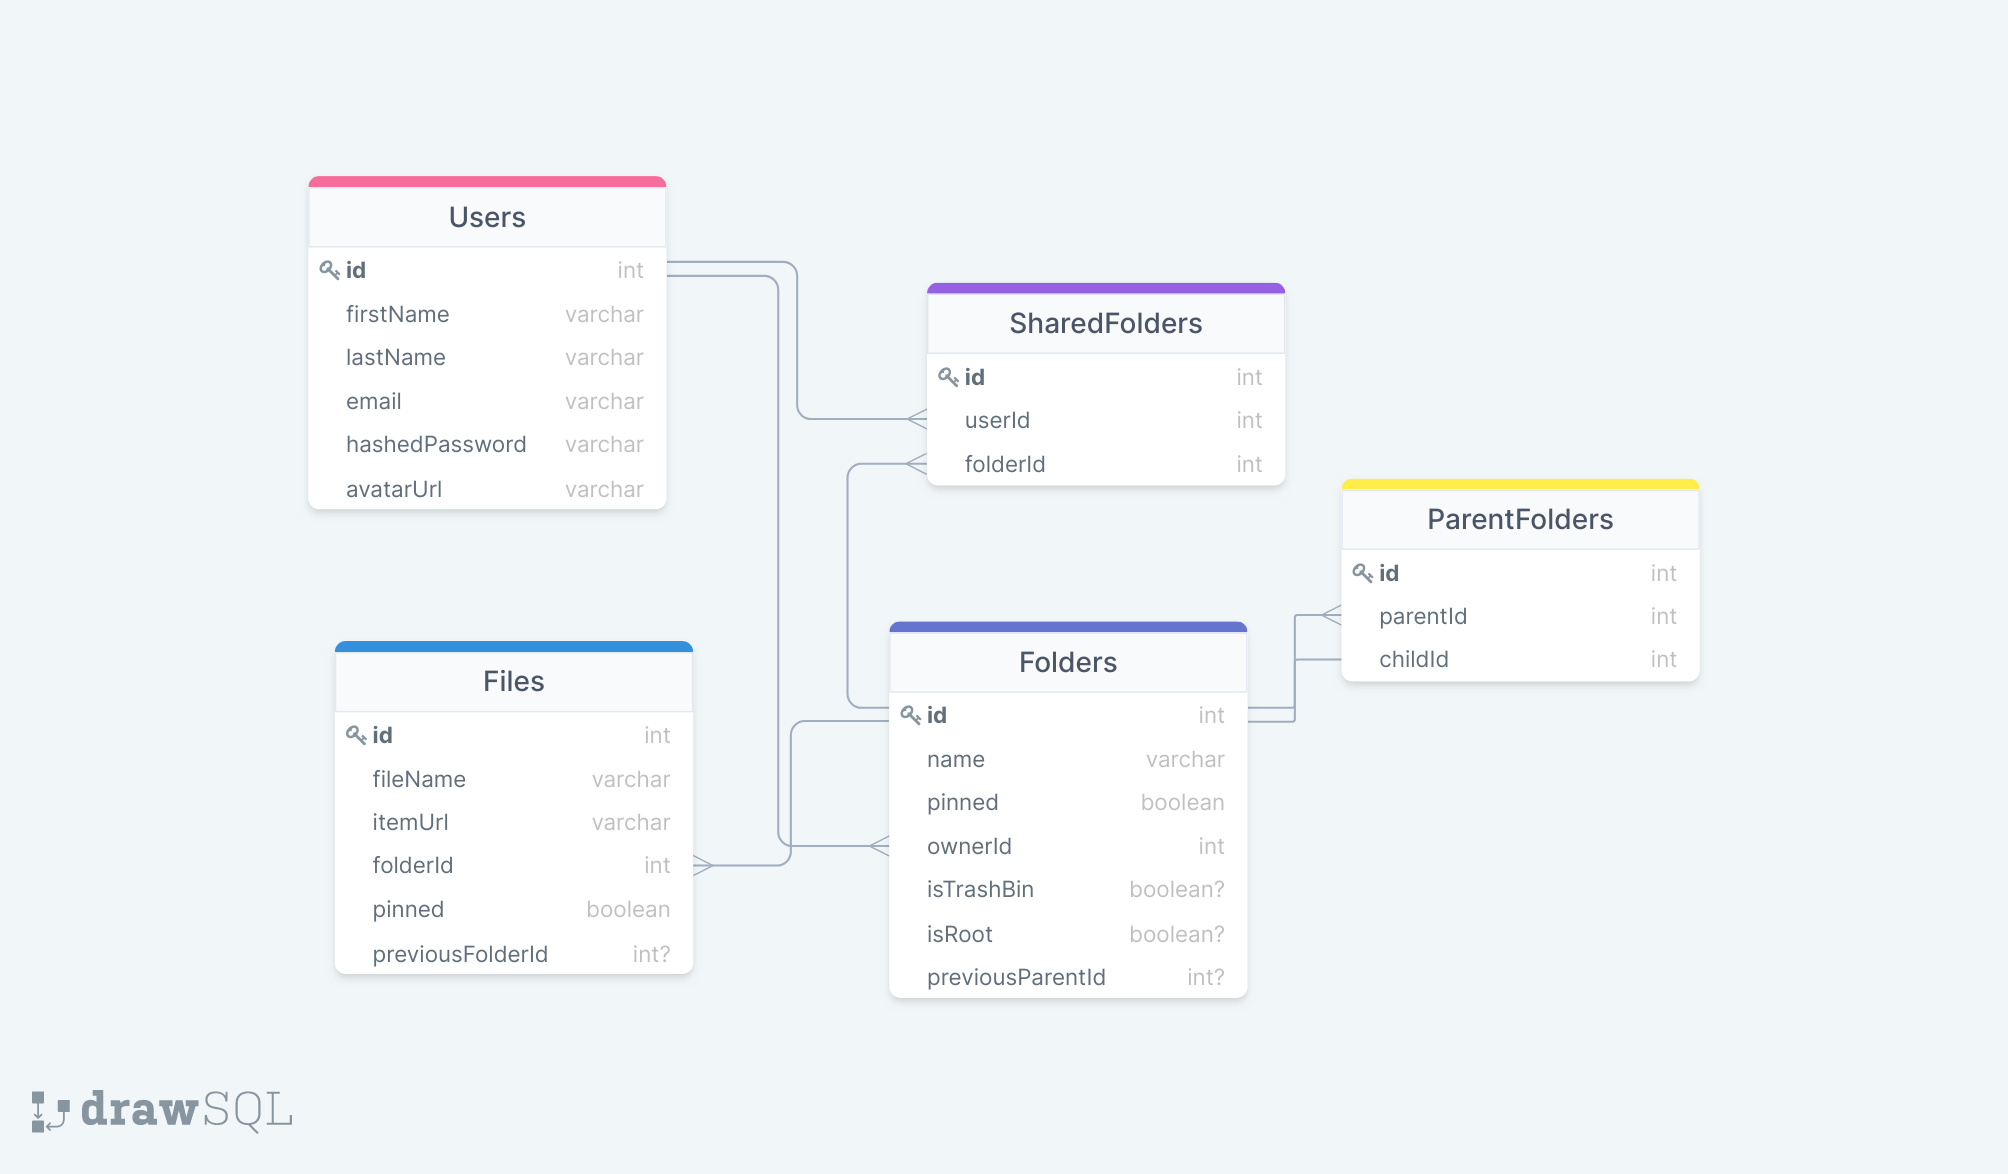 Users
id int
firstName varchar
lastName varchar
email varchar
hashedPassword varchar
avatarUrl varchar
SharedFolders
id int
userId int
folderId int
ParentFolders
id int
parentId int
childId int
Files
id int
fileName varchar
itemUrl varchar
folderId int
pinned boolean
previousFolderId int?
Folders
id int
name varchar
pinned boolean
ownerId int
isTrashBin boolean?
isRoot boolean?
previousParentId int?
drawSQL